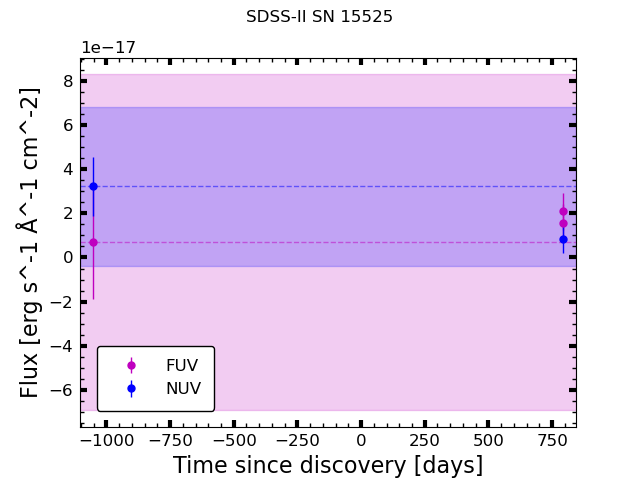 SDSS-II SN 15525
1e−17
8
6
4
2
0
−2
−4
−6
Flux [erg s^-1 Å^-1 cm^-2]
FUV
NUV
−1000 −750 −500 −250 0 250 500 750
Time since discovery [days]